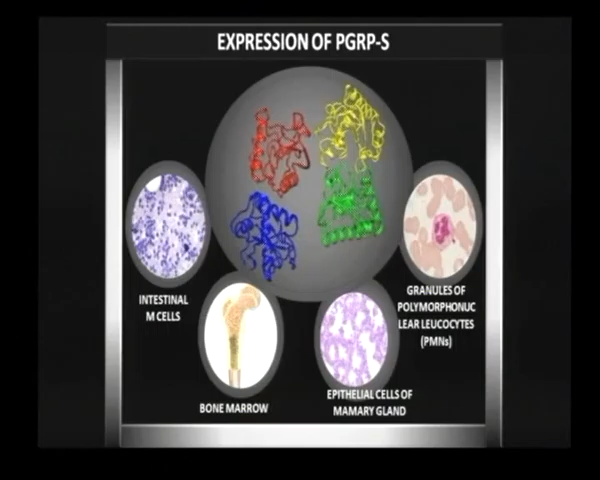 EXPRESSION OF PGRP-S
INTESTINAL
M CELLS
BONE MARROW
EPITHELIAL CELLS OF
MAMARY GLAND
GRANULES OF
POLYMORPHONUC
LEAR LEUCOCYTES
(PMNs)